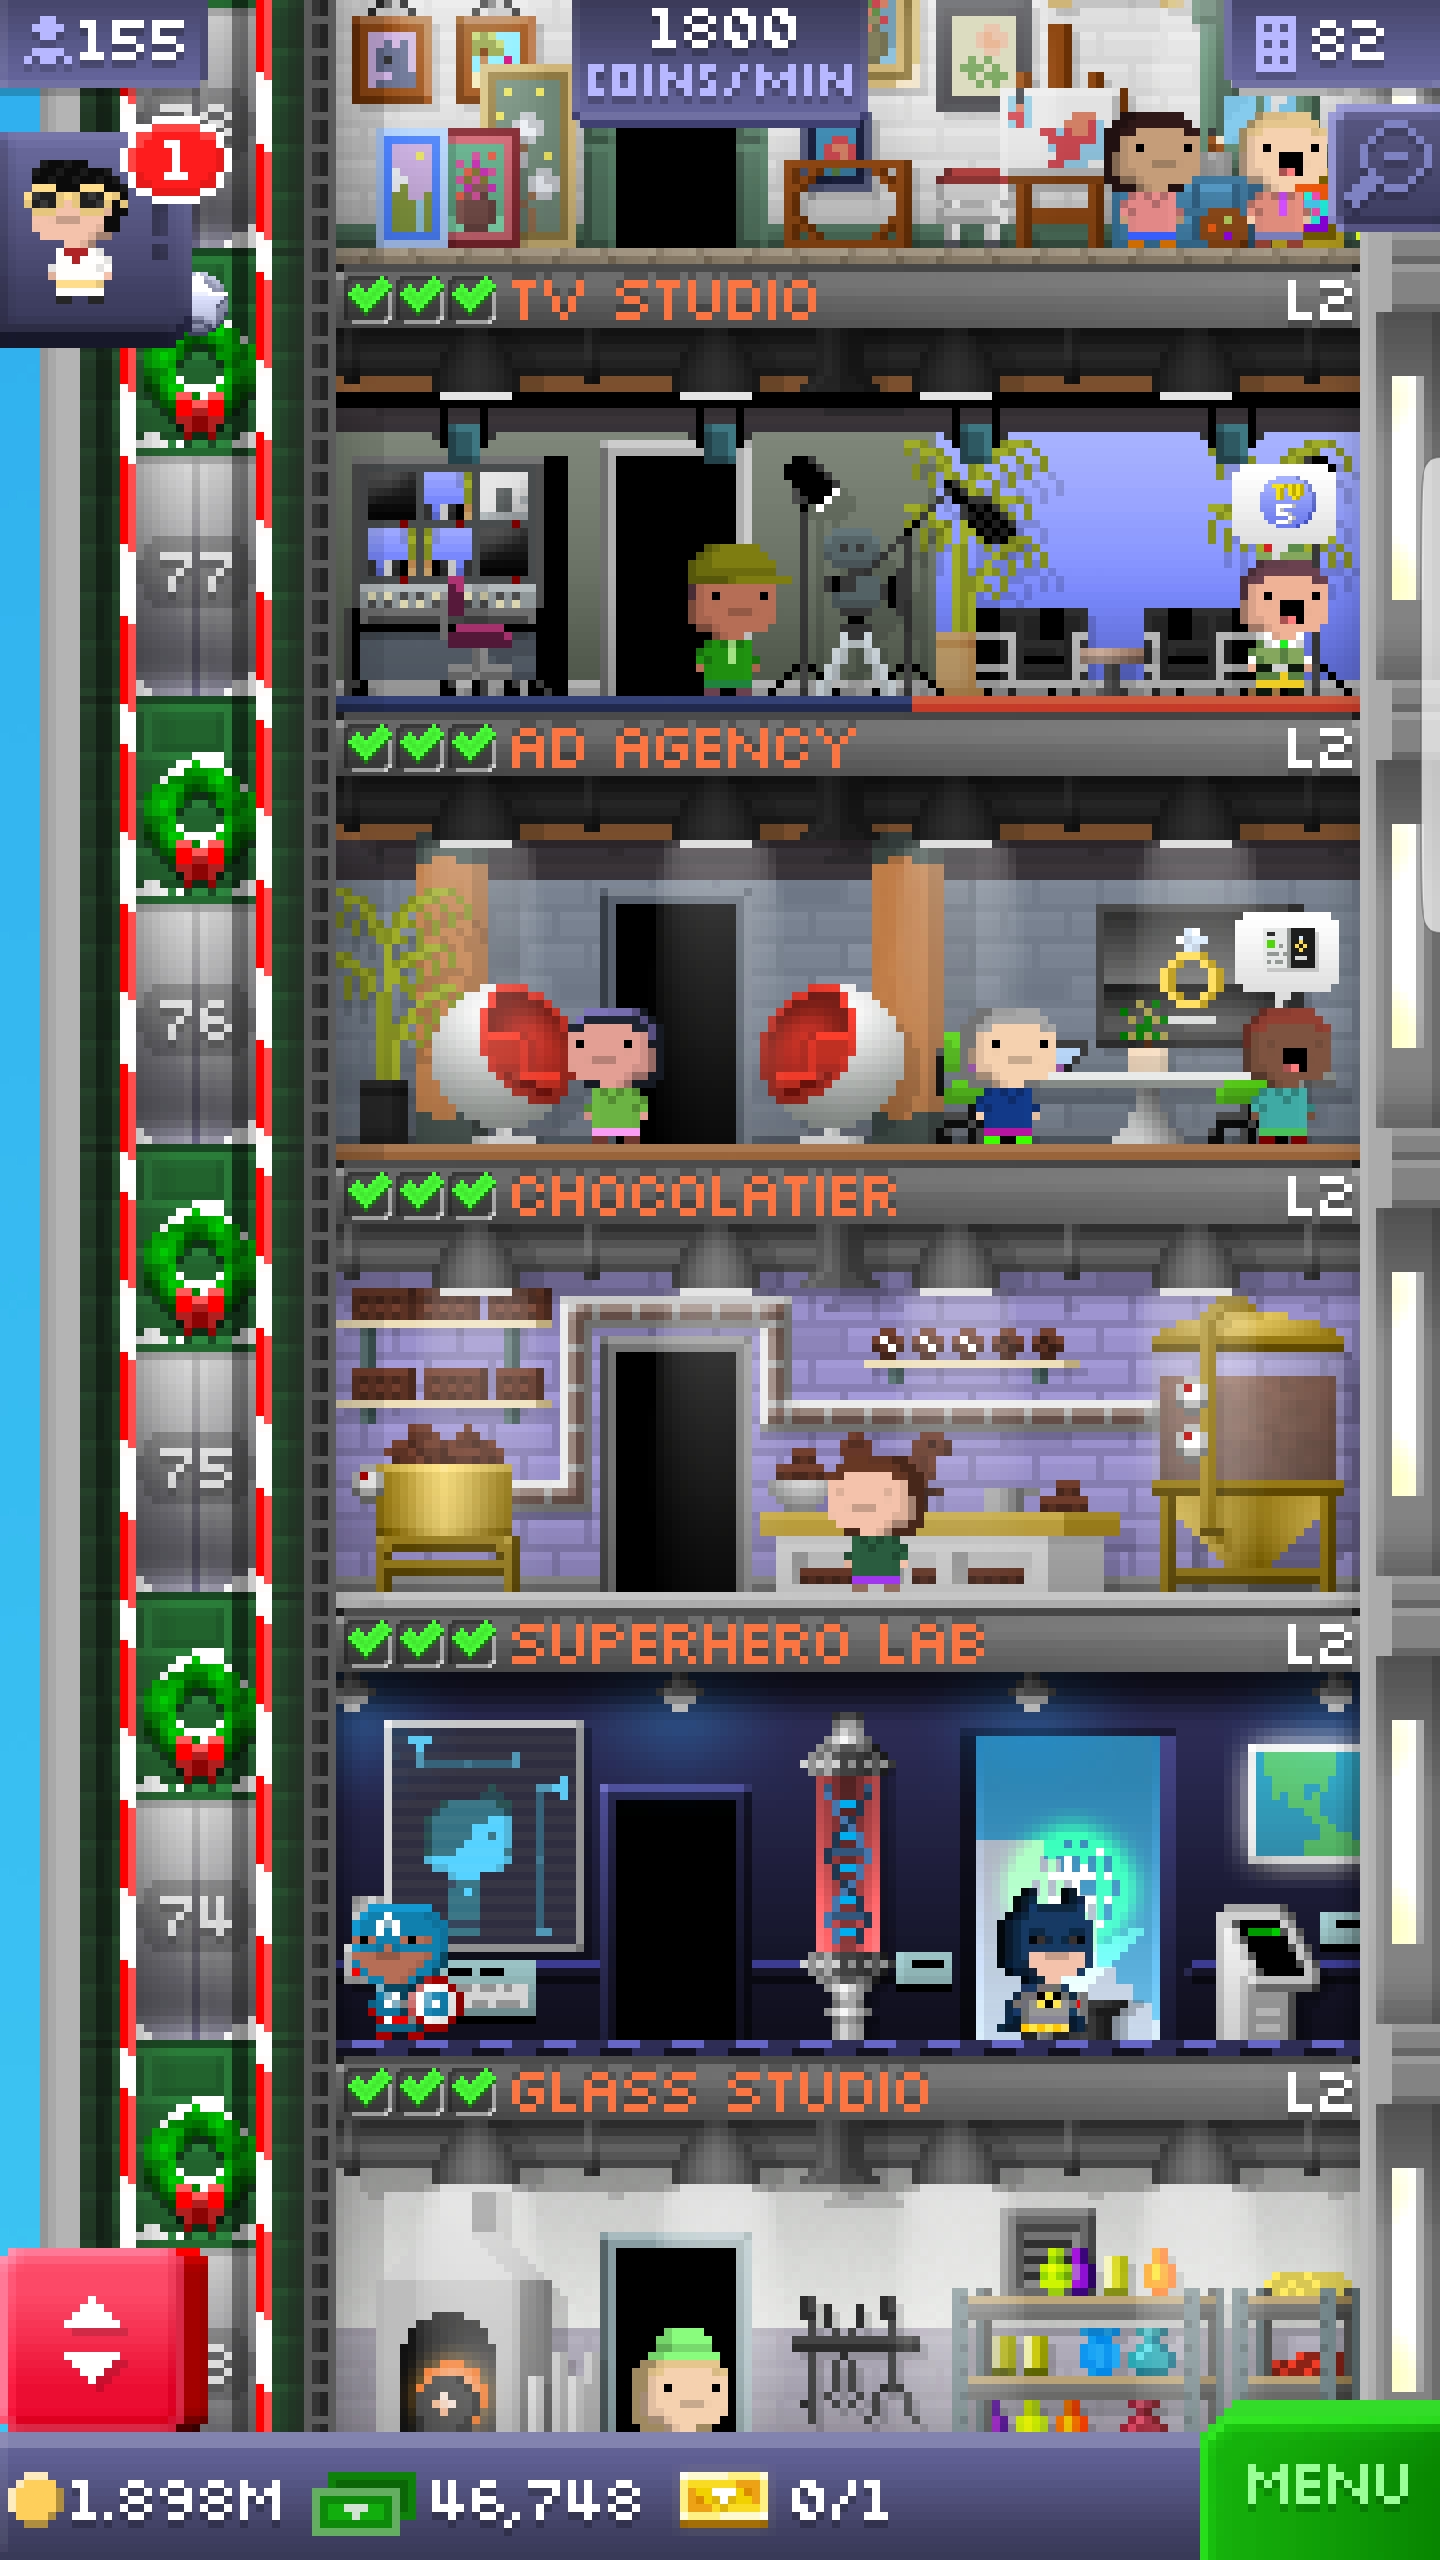 155
1800
COINS/MIN
82
1
TV STUDIO L2
77
TV
5
AD AGENCY L2
76
CHOCOLATIER L2
75
SUPERHERO LAB L2
74
A
GLASS STUDIO L2
1.898M 46,748 0/1
MENU